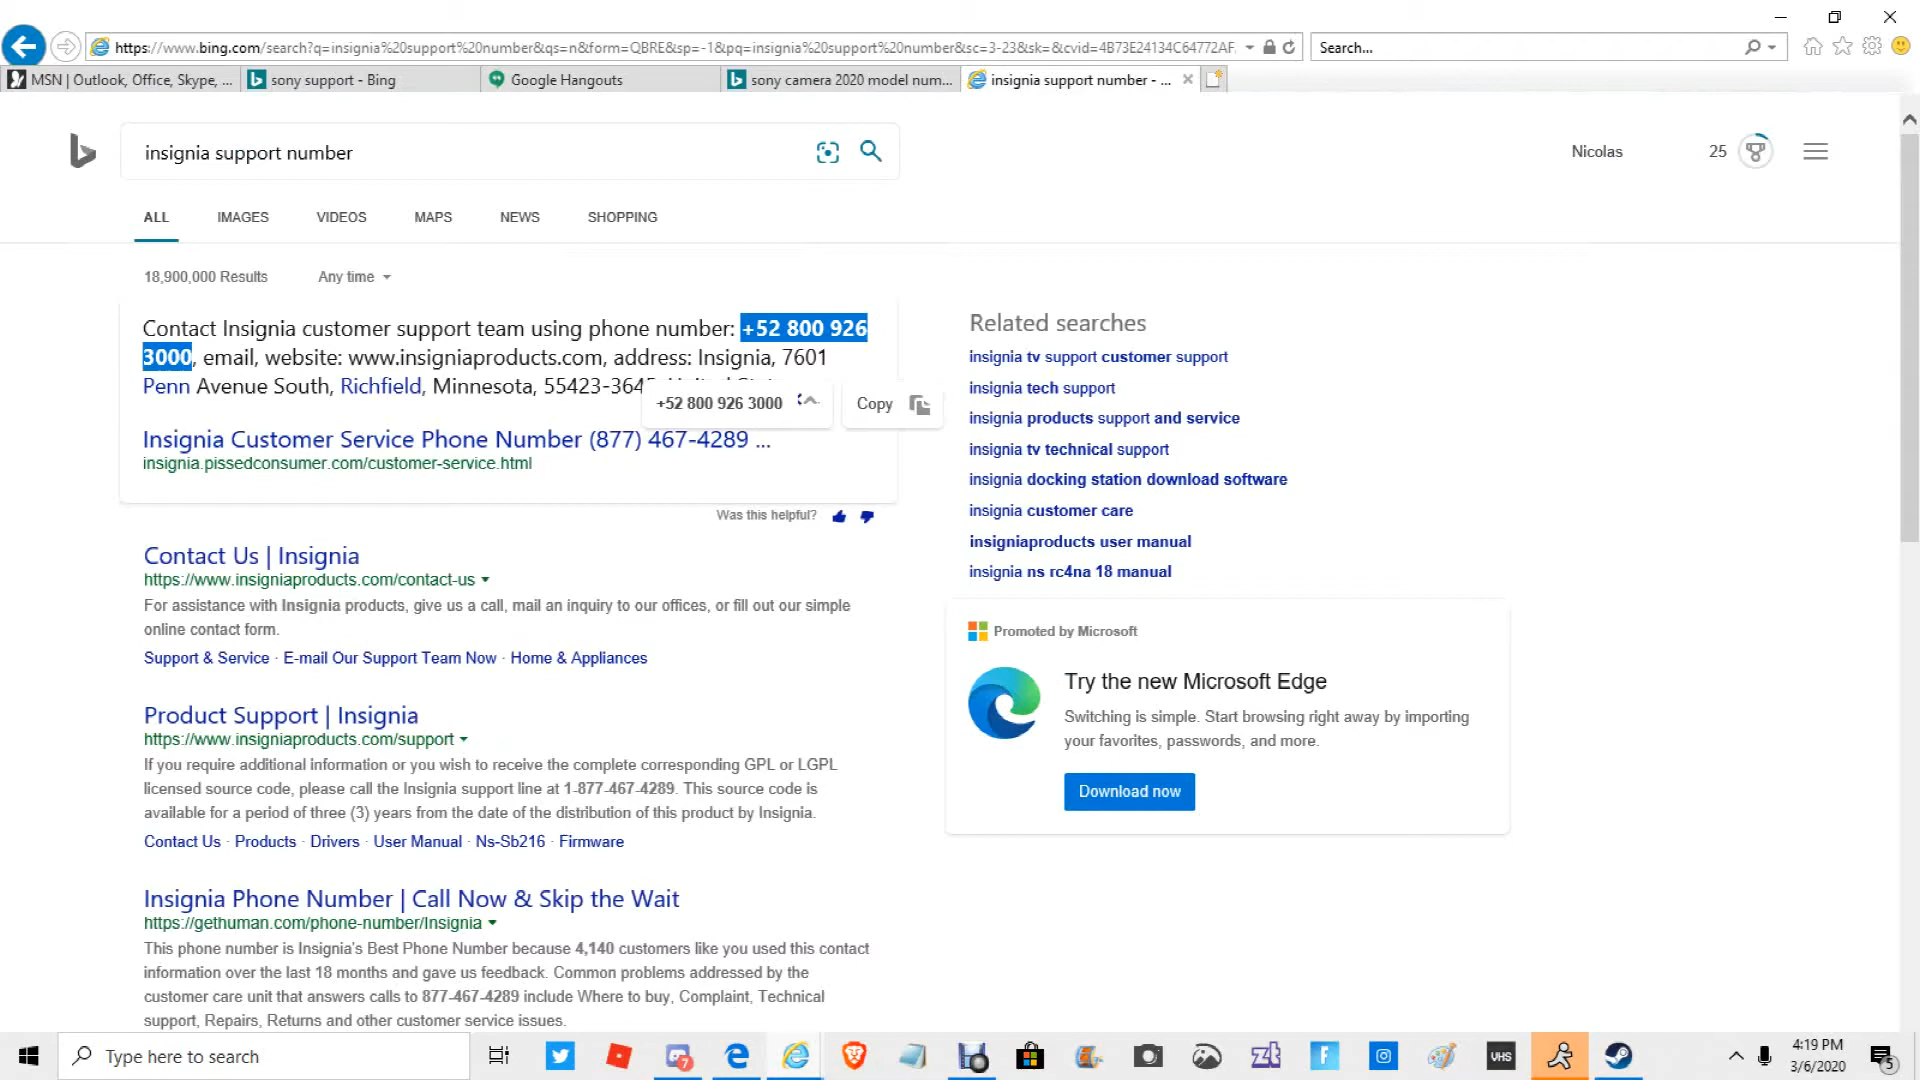 https://www.bing.com/search?q=insignia%20support%20number&qs=n&form=QBRE&sp=-1&pq=insignia%20support%20number&sc=3-23&sk=&cvid=4B73E24134C64772AF
Search...
MSN | Outlook, Office, Skype, ...
sony support - Bing
Google Hangouts
sony camera 2020 model num...
insignia support number - ...
insignia support number
Nicolas
25
ALL
IMAGES
VIDEOS
MAPS
NEWS
SHOPPING
18,900,000 Results
Any time
Contact Insignia customer support team using phone number: +52 800 926
3000, email, website: www.insigniaproducts.com, address: Insignia, 7601
Penn Avenue South, Richfield, Minnesota, 55423-364
+52 800 926 3000
Copy
Insignia Customer Service Phone Number (877) 467-4289 ...
insignia.pissedconsumer.com/customer-service.html
Was this helpful?
Contact Us | Insignia
https://www.insigniaproducts.com/contact-us
For assistance with Insignia products, give us a call, mail an inquiry to our offices, or fill out our simple
online contact form.
Support & Service · E-mail Our Support Team Now · Home & Appliances
Product Support | Insignia
https://www.insigniaproducts.com/support
If you require additional information or you wish to receive the complete corresponding GPL or LGPL
licensed source code, please call the Insignia support line at 1-877-467-4289. This source code is
available for a period of three (3) years from the date of the distribution of this product by Insignia.
Contact Us · Products · Drivers · User Manual · Ns-Sb216 · Firmware
Insignia Phone Number | Call Now & Skip the Wait
https://gethuman.com/phone-number/Insignia
This phone number is Insignia's Best Phone Number because 4,140 customers like you used this contact
information over the last 18 months and gave us feedback. Common problems addressed by the
customer care unit that answers calls to 877-467-4289 include Where to buy, Complaint, Technical
support, Repairs, Returns and other customer service issues.
Related searches
insignia tv support customer support
insignia tech support
insignia products support and service
insignia tv technical support
insignia docking station download software
insignia customer care
insigniaproducts user manual
insignia ns rc4na 18 manual
Promoted by Microsoft
Try the new Microsoft Edge
Switching is simple. Start browsing right away by importing
your favorites, passwords, and more.
Download now
Type here to search
7
zt
F
VHS
4:19 PM
3/6/2020
5